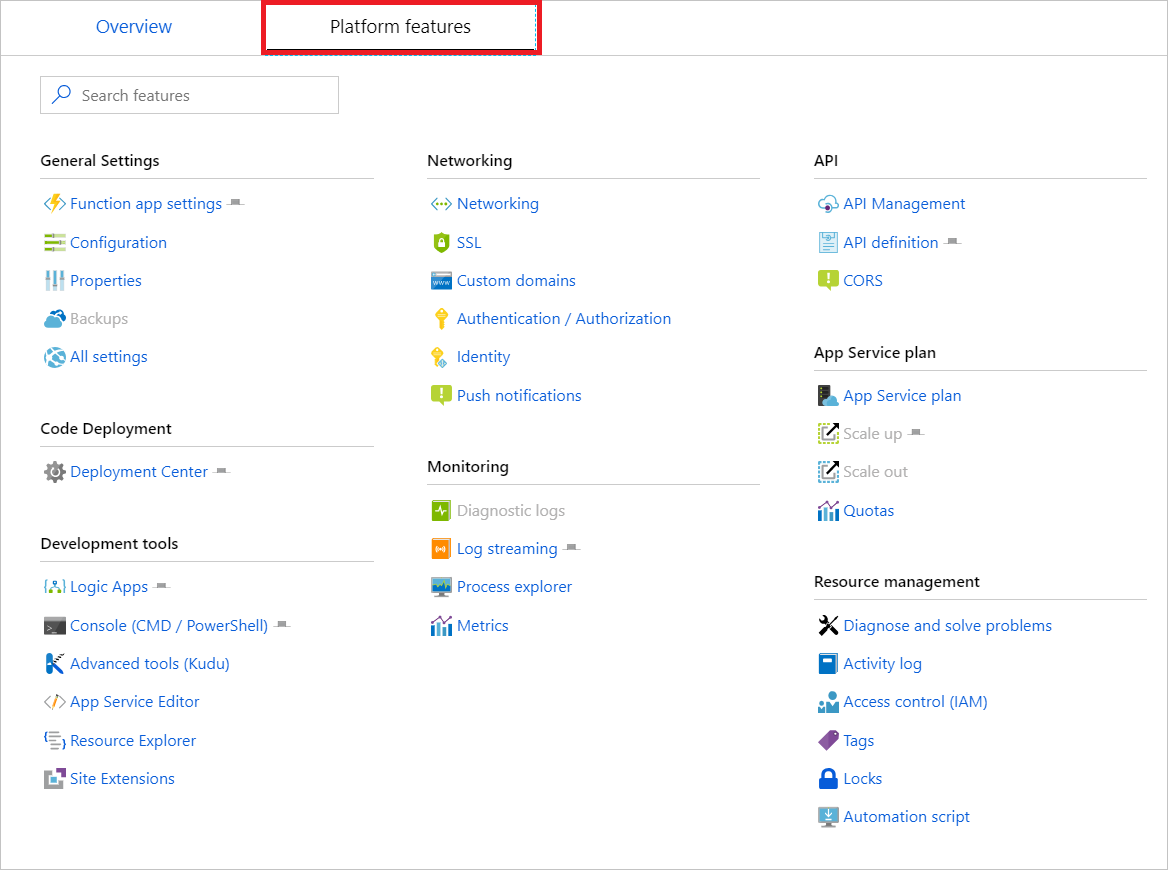 Overview
Platform features
Search features
General Settings
Function app settings
Configuration
Properties
Backups
All settings
Code Deployment
Deployment Center
Development tools
Logic Apps
Console (CMD / PowerShell)
Advanced tools (Kudu)
App Service Editor
Resource Explorer
Site Extensions
Networking
Networking
SSL
Custom domains
Authentication / Authorization
Identity
Push notifications
Monitoring
Diagnostic logs
Log streaming
Process explorer
Metrics
API
API Management
API definition
CORS
App Service plan
App Service plan
Scale up
Scale out
Quotas
Resource management
Diagnose and solve problems
Activity log
Access control (IAM)
Tags
Locks
Automation script